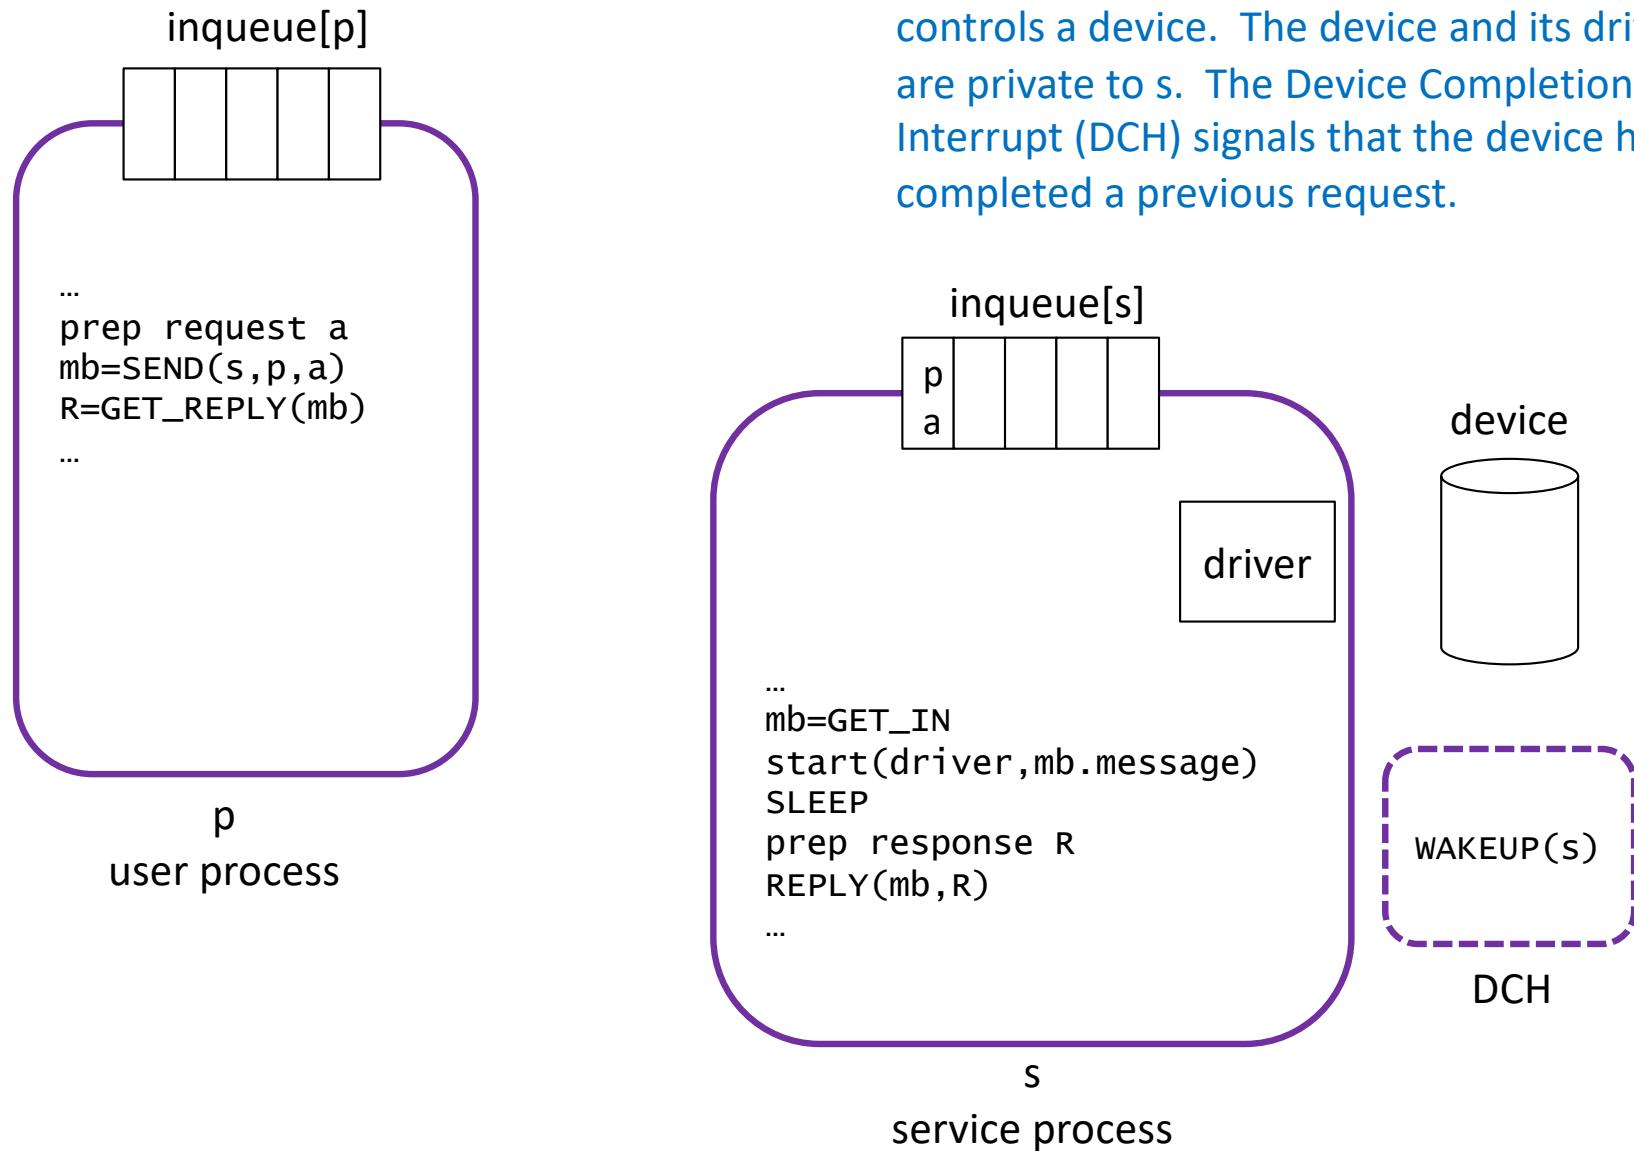 inqueue[p]
…
prep request a
mb=SEND(s,p,a)
R=GET_REPLY(mb)
…
p
user process
controls a device. The device and its
are private to s. The Device Completion
Interrupt (DCH) signals that the device
completed a previous request.
inqueue[s]
p
a
driver
…
mb=GET_IN
start(driver,mb.message)
SLEEP
prep response R
REPLY(mb,R)
…
s
service process
device
WAKEUP(s)
DCH